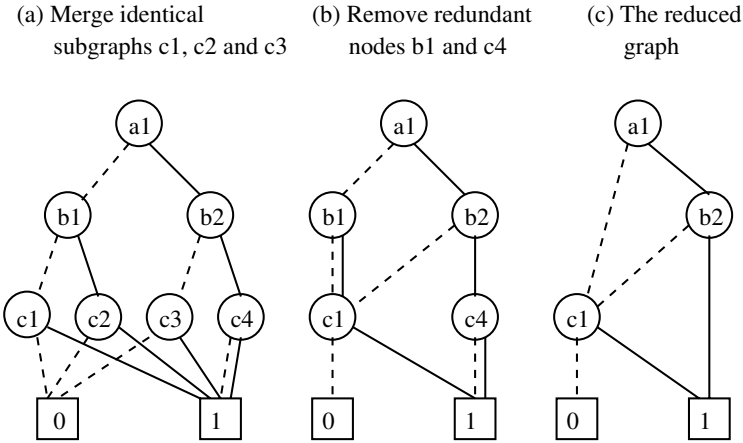 (a) Merge identical
subgraphs c1, c2 and c3
(b) Remove redundant
nodes b1 and c4
(c) The reduced
graph
a1
b1
b2
c1
c2
c3
c4
0
1
a1
b1
b2
c1
c4
0
1
a1
b2
c1
0
1